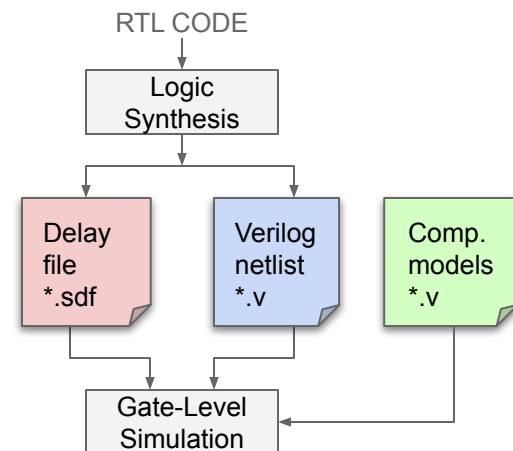 RTL CODE
Logic
Synthesis
Delay
file
*.sdf
Verilog
netlist
*.v
Comp.
models
*.v
Gate-Level
Simulation